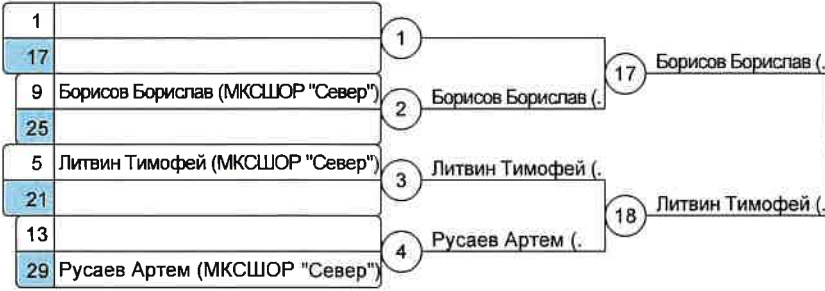 1
17
1
9 Борисов Борислав (МКСШОР "Север")
25
2
Борисов Борислав (.
17
Борисов Борислав (.
5 Литвин Тимофей (МКСШОР "Север")
21
3
Литвин Тимофей (.
13
29 Русаев Артем (МКСШОР "Север")
4
Русаев Артем (.
18
Литвин Тимофей (.